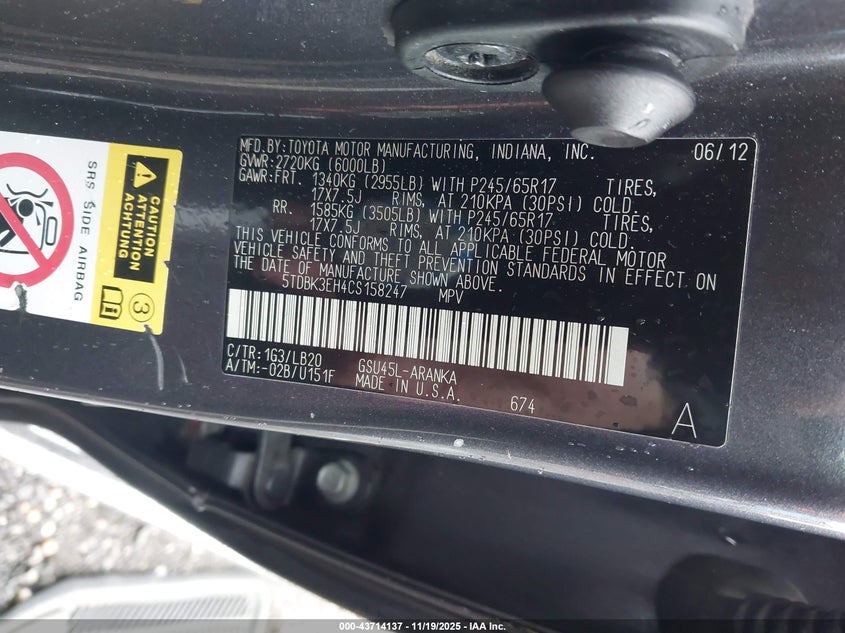 MFD.BY:TOYOTA MOTOR MANUFACTURING, INDIANA, INC. 06/12
GVWR:2720KG (6000LB)
GAWR:FRT. 1340KG (2955LB) WITH P245/65R17 TIRES,
17X7.5J RIMS, AT 210KPA (30PSI) COLD.
RR. 1585KG (3505LB) WITH P245/65R17 TIRES,
17X7.5J RIMS, AT 210KPA (30PSI) COLD.
THIS VEHICLE CONFORMS TO ALL APPLICABLE FEDERAL MOTOR
VEHICLE SAFETY AND THEFT PREVENTION STANDARDS IN EFFECT ON
THE DATE OF MANUFACTURE SHOWN ABOVE.
5TDBK3EH4CS158247 MPV
C/TR:1G3/LB20 GSU45L-ARANKA
A/TM:-02B/U151F MADE IN U.S.A.
674
A
SRS SIDE AIRBAG
CAUTION
ATTENTION
ACHTUNG
3
000-43714137 - 11/19/2025 - IAA Inc.